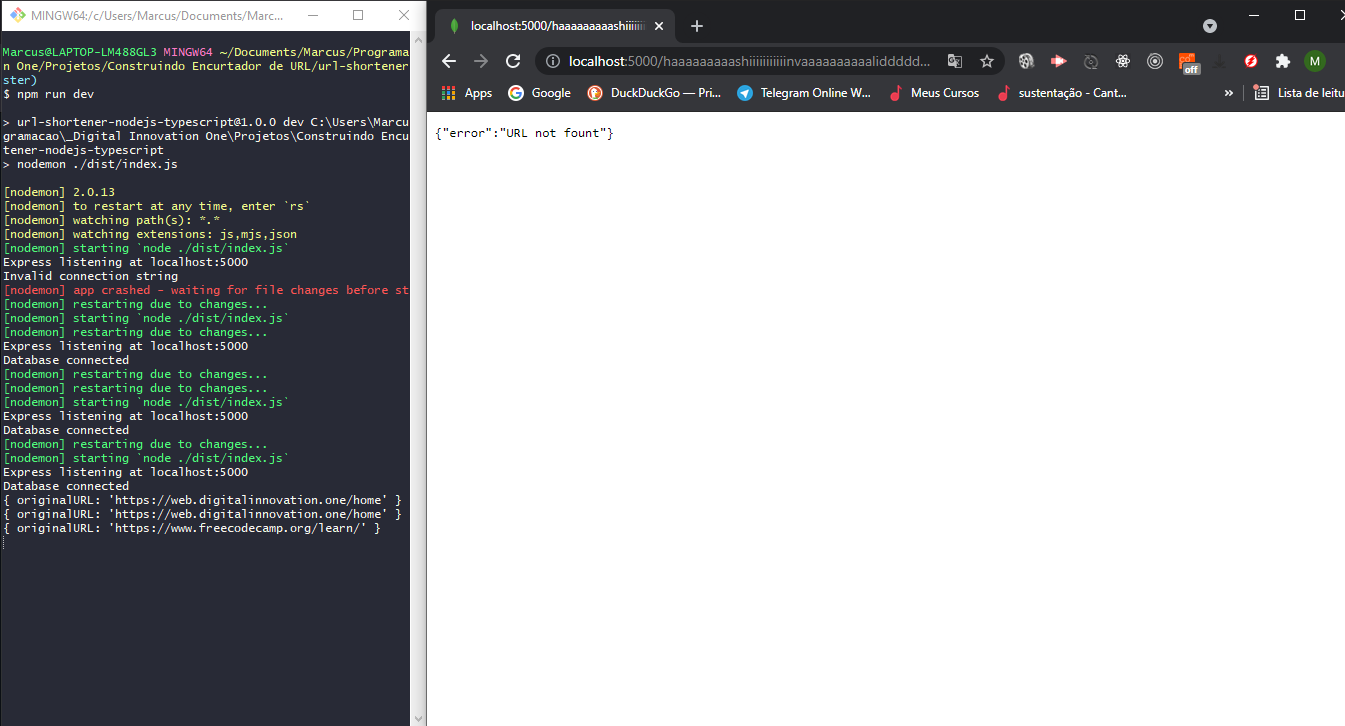 MINGW64:/c/Users/Marcus/Documents/Marc...
Marcus@LAPTOP-LM488GL3 MINGW64 ~/Documents/Marcus/Programa
n One/Projetos/Construindo Encurtador de URL/url-shortener
ster)
$ npm run dev
> url-shortener-nodejs-typescript@1.0.0 dev C:\Users\Marcu
gramacao\_Digital Innovation One\Projetos\Construindo Encu
tener-nodejs-typescript
> nodemon ./dist/index.js
[nodemon] 2.0.13
[nodemon] to restart at any time, enter `rs`
[nodemon] watching path(s): *.*
[nodemon] watching extensions: js,mjs,json
[nodemon] starting `node ./dist/index.js`
Express listening at localhost:5000
Invalid connection string
[nodemon] app crashed - waiting for file changes before st
[nodemon] restarting due to changes...
[nodemon] starting `node ./dist/index.js`
[nodemon] restarting due to changes...
Express listening at localhost:5000
Database connected
[nodemon] restarting due to changes...
[nodemon] restarting due to changes...
[nodemon] starting `node ./dist/index.js`
Express listening at localhost:5000
Database connected
[nodemon] restarting due to changes...
[nodemon] starting `node ./dist/index.js`
Express listening at localhost:5000
Database connected
{ originalURL: 'https://web.digitalinnovation.one/home' }
{ originalURL: 'https://web.digitalinnovation.one/home' }
{ originalURL: 'https://www.freecodecamp.org/learn/' }
localhost:5000/haaaaaaaaaashiiiiiii
localhost:5000/haaaaaaaaaashiiiiiiiiiiinvaaaaaaaaaalidddddd...
off
M
Apps Google DuckDuckGo — Pri... Telegram Online W... Meus Cursos sustentação - Cant... » Lista de leitu
{"error":"URL not fount"}